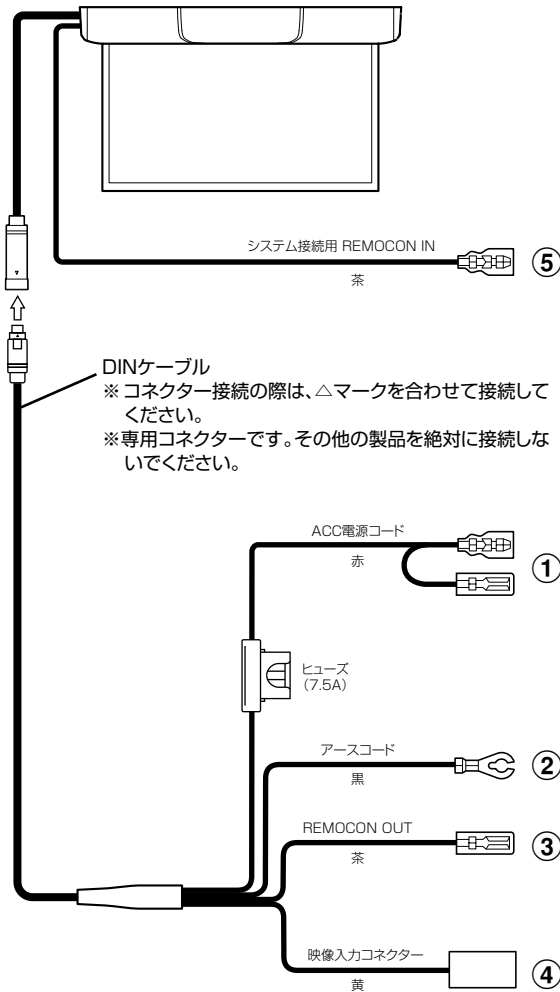 システム接続用 REMOCON IN
茶
⑤
DINケーブル
※コネクター接続の際は、△マークを合わせて接続して
ください。
※専用コネクターです。その他の製品を絶対に接続しな
いでください。
ACC電源コード
赤
①
ヒューズ
(7.5A)
アースコード
黒
②
REMOCON OUT
茶
③
映像入力コネクター
黄
④